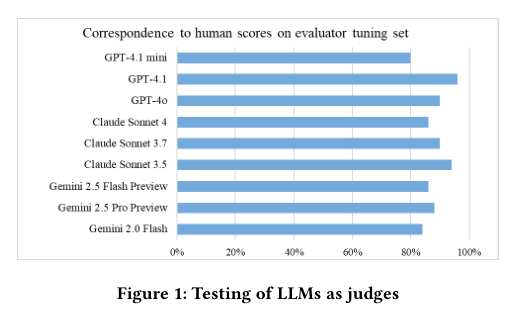 Correspondence to human scores on evaluator tuning set
GPT-4.1 mini
GPT-4.1
GPT-4o
Claude Sonnet 4
Claude Sonnet 3.7
Claude Sonnet 3.5
Gemini 2.5 Flash Preview
Gemini 2.5 Pro Preview
Gemini 2.0 Flash
0% 20% 40% 60% 80% 100%
Figure 1: Testing of LLMs as judges